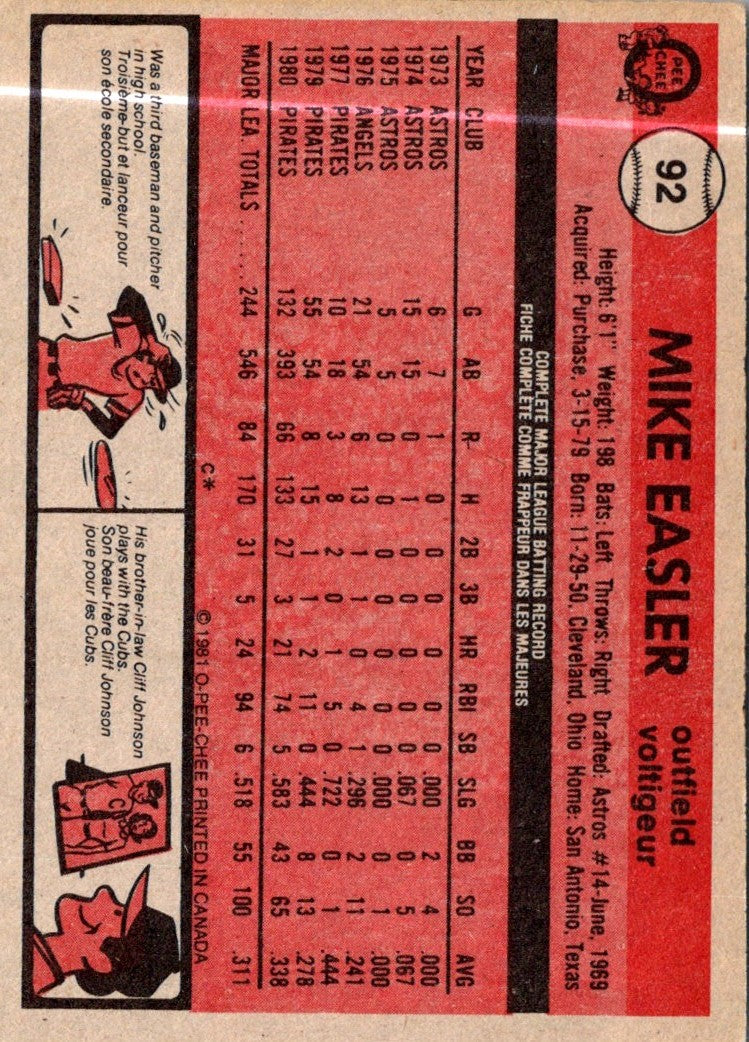 O
PEE
CHEE
92
MIKE EASLER
outfield
voltigeur
Height: 6'1" Weight: 198 Bats: Left Throws: Right Drafted: Astros #14-June, 1969
Acquired: Purchase, 3-15-79 Born: 11-29-50, Cleveland, Ohio Home: San Antonio, Texas
COMPLETE MAJOR LEAGUE BATTING RECORD
FICHE COMPLÈTE COMME FRAPPEUR DANS LES MAJEURES
YEAR CLUB G AB R H 2B 3B HR RBI SB SLG BB SO AVG
1973 ASTROS 6 7 1 0 0 0 0 0 0 .000 2 4 .000
1974 ASTROS 15 15 0 1 0 0 0 0 0 .067 0 5 .067
1975 ASTROS 5 5 0 0 0 0 0 0 0 .000 0 1 .000
1976 ANGELS 21 54 6 13 1 1 0 4 1 .296 2 11 .241
1977 PIRATES 10 18 3 8 2 0 1 5 0 .722 0 1 .444
1979 PIRATES 55 54 8 15 1 1 2 11 0 .444 8 13 .278
1980 PIRATES 132 393 66 133 27 3 21 74 5 .583 43 65 .338
MAJOR LEA. TOTALS ...... 244 546 84 170 31 5 24 94 6 .518 55 100 .311
C*
© 1981 O-PEE-CHEE PRINTED IN CANADA
Was a third baseman and pitcher
in high school.
Troisième-but et lanceur pour
son école secondaire.
His brother-in-law Cliff Johnson
plays with the Cubs.
Son beau-frère Cliff Johnson
joue pour les Cubs.
C